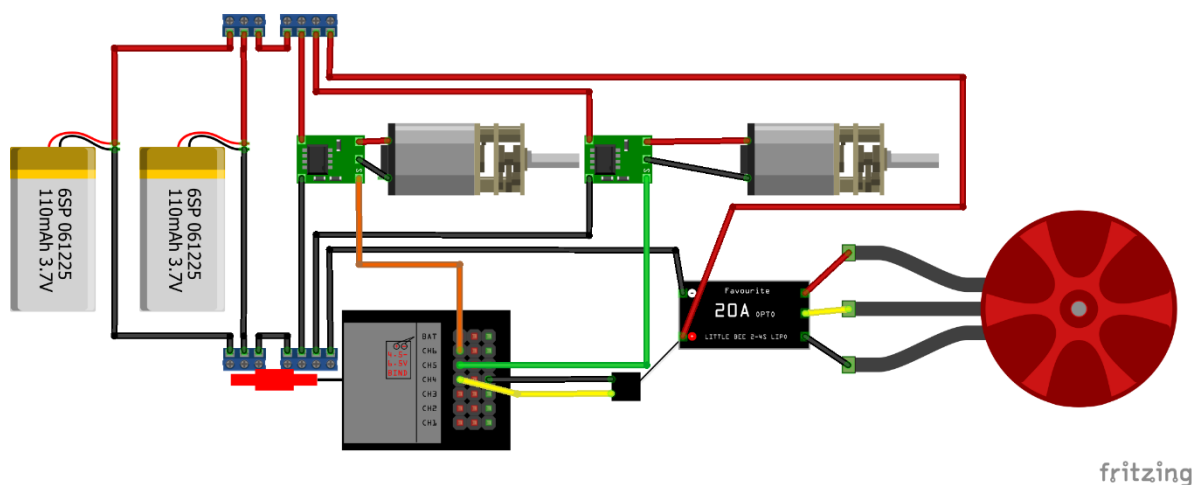 6SP 061225
110mAh 3.7V
6SP 061225
110mAh 3.7V
Favourite
20A OPTO
LITTLE BEE 2-4S LIPO
BAT
CH6
CH5
CH4
CH3
CH2
CH1
BIND
fritzing